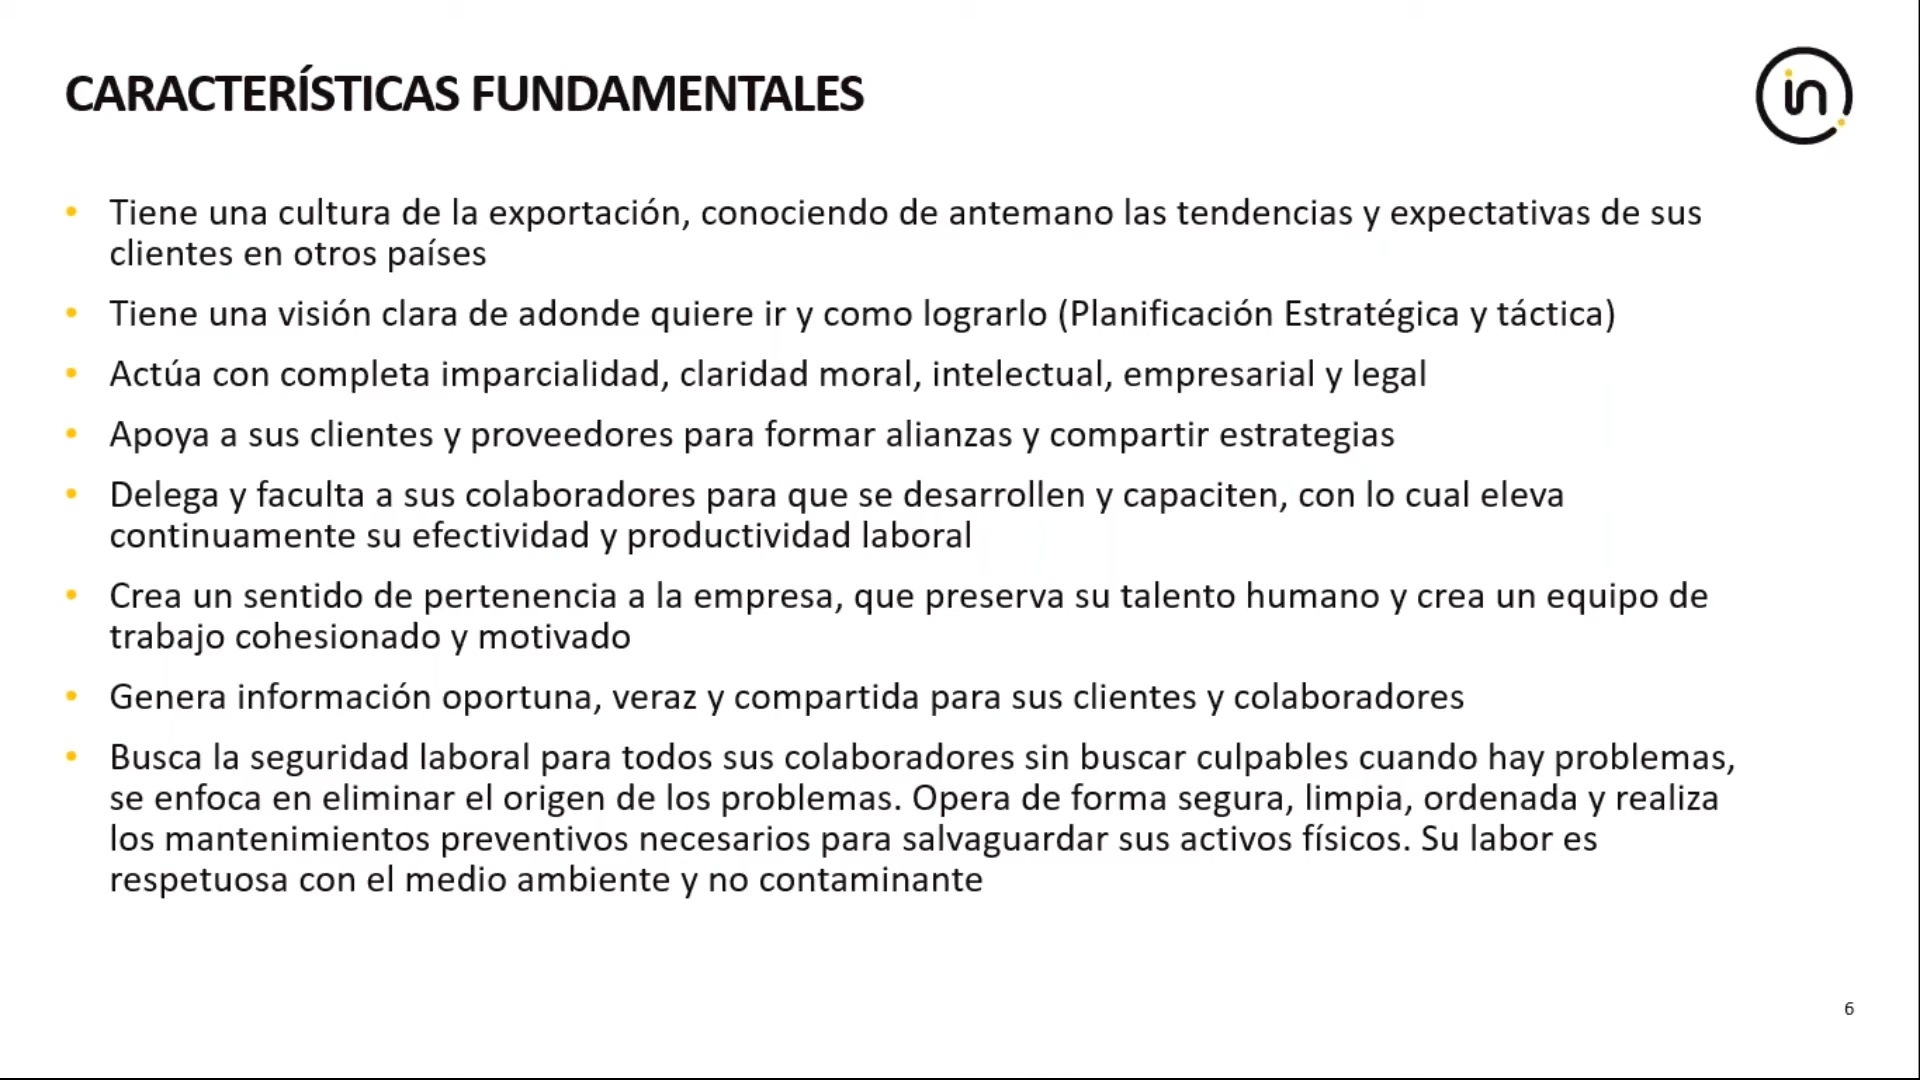 CARACTERÍSTICAS FUNDAMENTALES
in
• Tiene una cultura de la exportación, conociendo de antemano las tendencias y expectativas de sus
clientes en otros países
• Tiene una visión clara de adonde quiere ir y como lograrlo (Planificación Estratégica y táctica)
• Actúa con completa imparcialidad, claridad moral, intelectual, empresarial y legal
• Apoya a sus clientes y proveedores para formar alianzas y compartir estrategias
• Delega y faculta a sus colaboradores para que se desarrollen y capaciten, con lo cual eleva
continuamente su efectividad y productividad laboral
• Crea un sentido de pertenencia a la empresa, que preserva su talento humano y crea un equipo de
trabajo cohesionado y motivado
• Genera información oportuna, veraz y compartida para sus clientes y colaboradores
• Busca la seguridad laboral para todos sus colaboradores sin buscar culpables cuando hay problemas,
se enfoca en eliminar el origen de los problemas. Opera de forma segura, limpia, ordenada y realiza
los mantenimientos preventivos necesarios para salvaguardar sus activos físicos. Su labor es
respetuosa con el medio ambiente y no contaminante
6